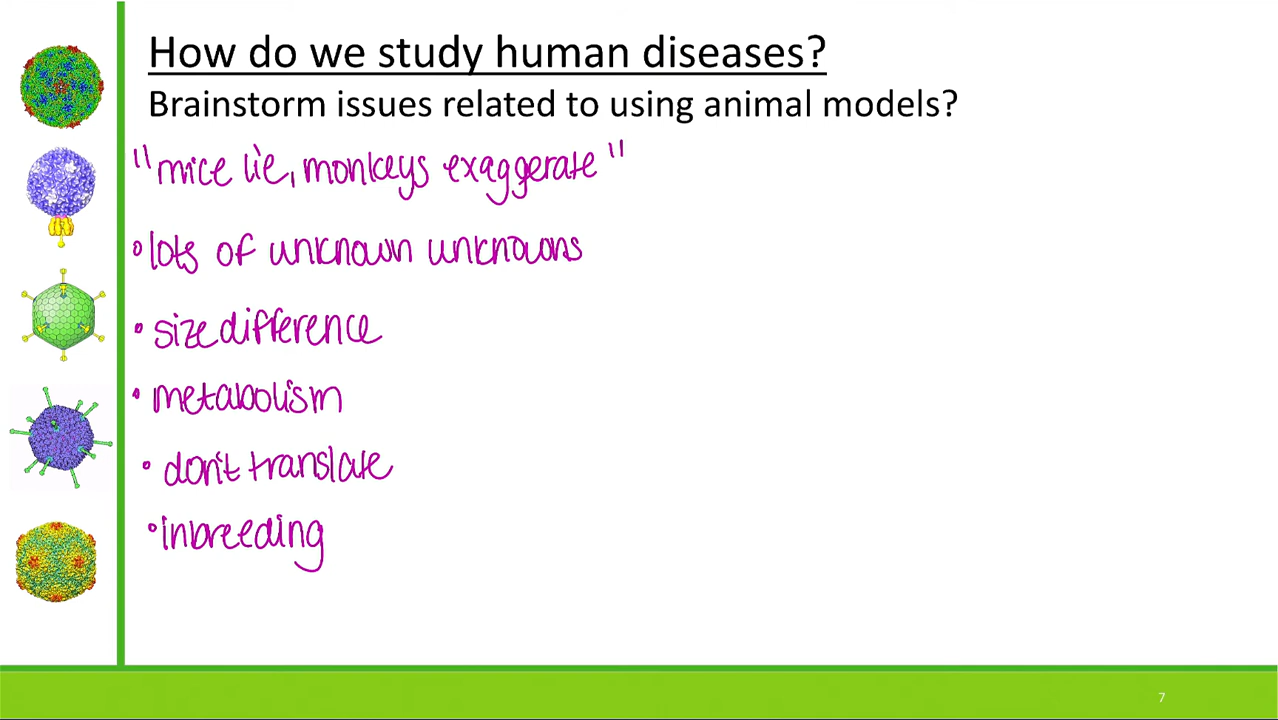 How do we study human diseases?
Brainstorm issues related to using animal models?
"mice lie, monkeys exaggerate"
• lots of unknown unknowns
• size difference
• metabolism
• don't translate
• inbreeding
7